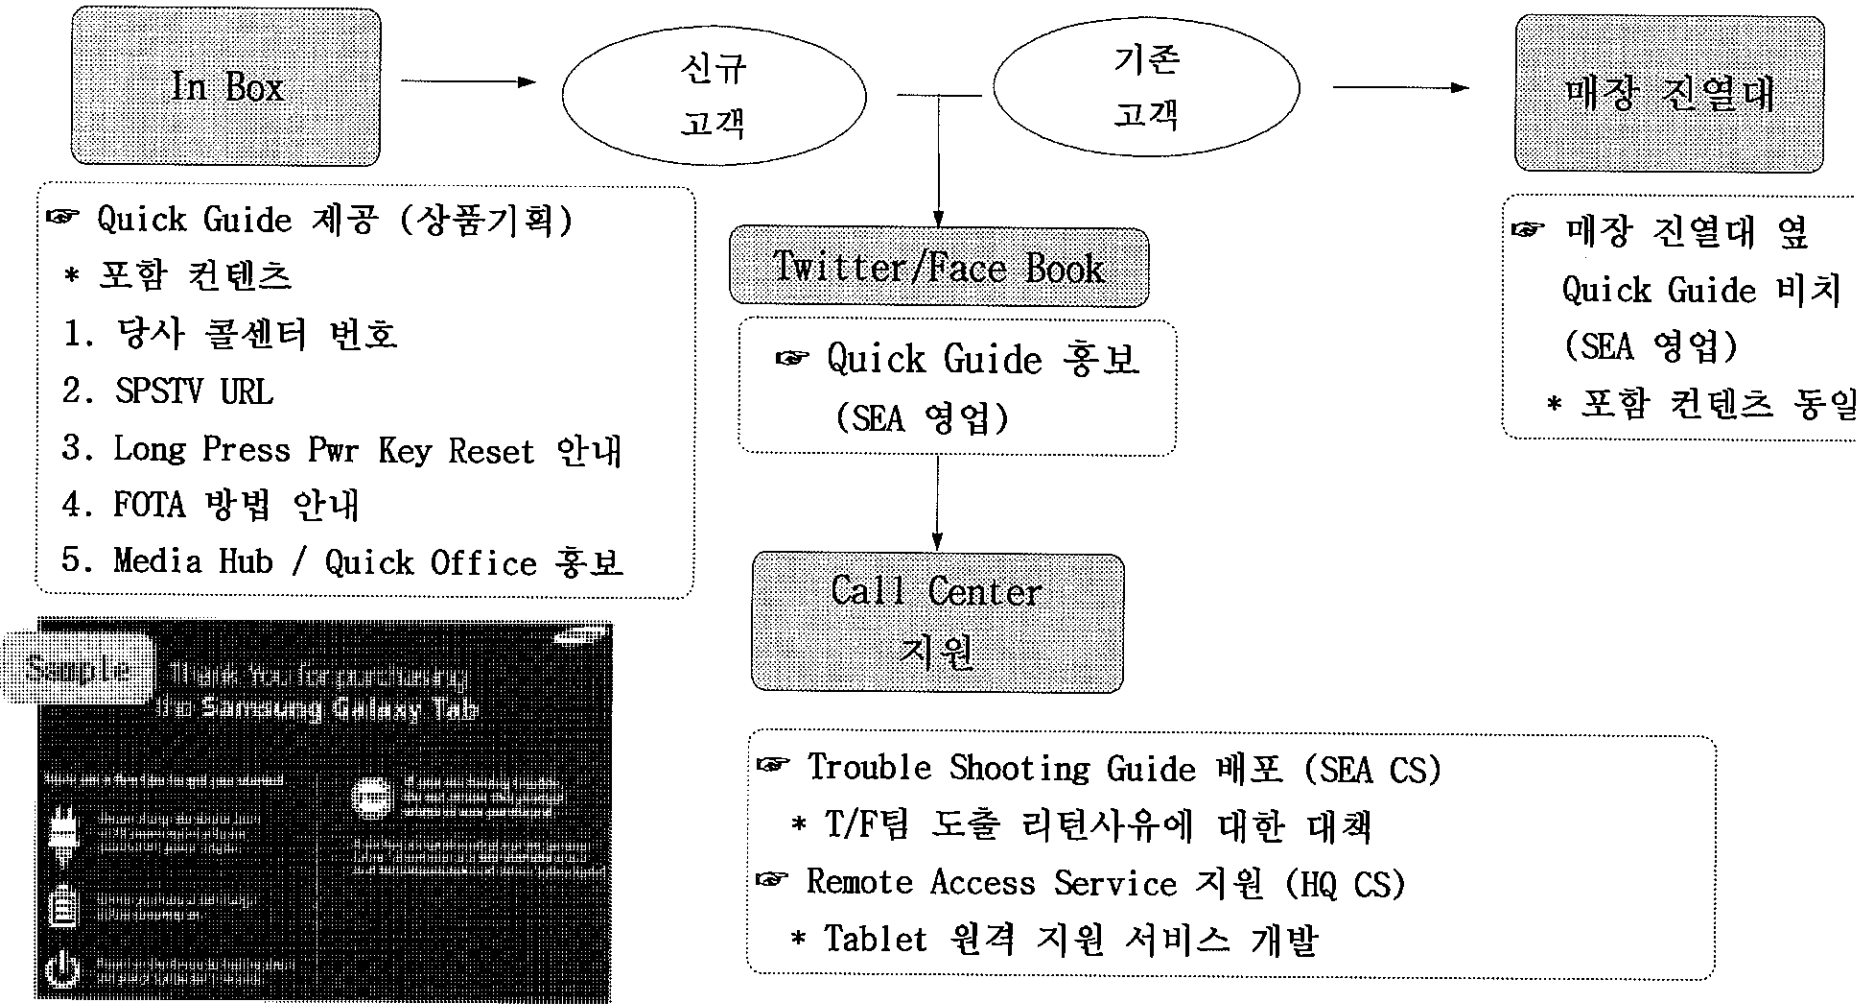 In Box
신규
고객
기존
고객
매장 진열대
☞ Quick Guide 제공 (상품기획)
* 포함 컨텐츠
1. 당사 콜센터 번호
2. SPSTV URL
3. Long Press Pwr Key Reset 안내
4. FOTA 방법 안내
5. Media Hub / Quick Office 홍보
Twitter/Face Book
☞ Quick Guide 홍보
(SEA 영업)
☞ 매장 진열대 옆
Quick Guide 비치
(SEA 영업)
* 포함 컨텐츠 동일
Call Center
지원
☞ Trouble Shooting Guide 배포 (SEA CS)
* T/F팀 도출 리턴사유에 대한 대책
☞ Remote Access Service 지원 (HQ CS)
* Tablet 원격 지원 서비스 개발
Sample
Thank You for purchasing
the Samsung Galaxy Tab